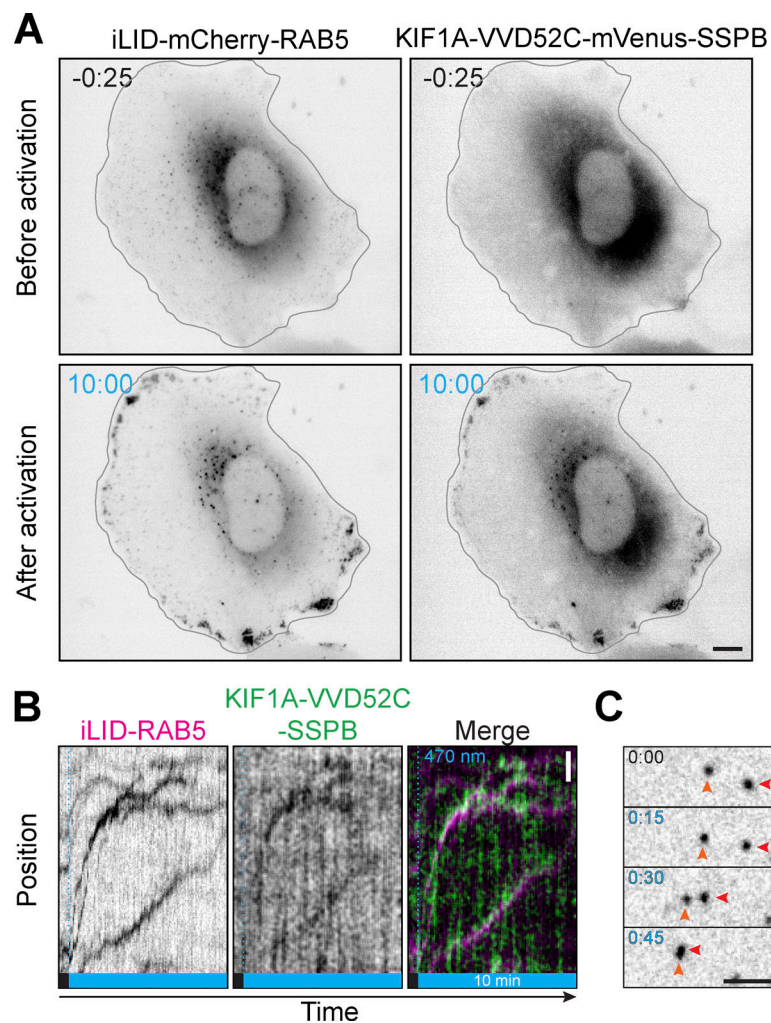 A
iLID-mCherry-RAB5
KIF1A-VVD52C-mVenus-SSPB
Before activation
-0:25
-0:25
After activation
10:00
10:00
B
iLID-RAB5
KIF1A-VVD52C
-SSPB
Merge
Position
470 nm
10 min
Time
C
0:00
0:15
0:30
0:45